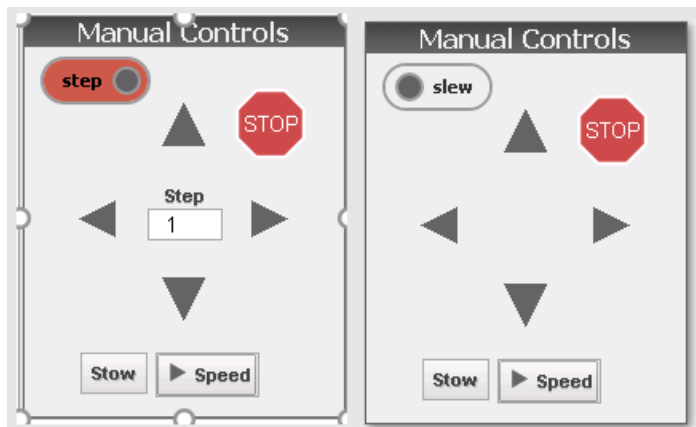 Manual Controls
step
STOP
Step
1
Stow
Speed
Manual Controls
slew
STOP
Stow
Speed